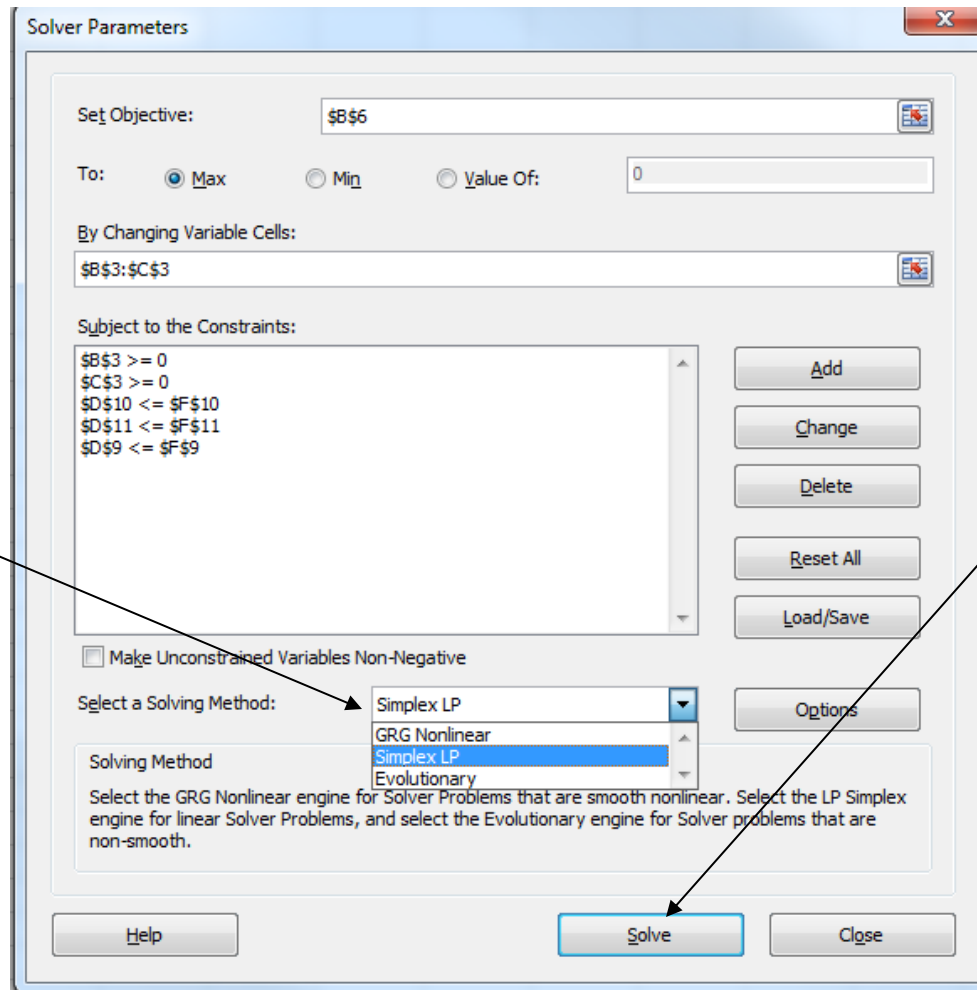 Solver Parameters
Set Objective: $B$6
To: Max Min Value Of: 0
By Changing Variable Cells:
$B$3:$C$3
Subject to the Constraints:
$B$3 >= 0
$C$3 >= 0
$D$10 <= $F$10
$D$11 <= $F$11
$D$9 <= $F$9
Add
Change
Delete
Reset All
Load/Save
Make Unconstrained Variables Non-Negative
Select a Solving Method: Simplex LP Options
GRG Nonlinear
Simplex LP
Evolutionary
Solving Method
Select the GRG Nonlinear engine for Solver Problems that are smooth nonlinear. Select the LP Simplex
engine for linear Solver Problems, and select the Evolutionary engine for Solver problems that are
non-smooth.
Help Solve Close